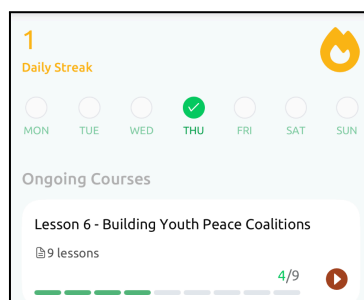 1
Daily Streak
MON TUE WED THU FRI SAT SUN
Ongoing Courses
Lesson 6 - Building Youth Peace Coalitions
9 lessons
4/9